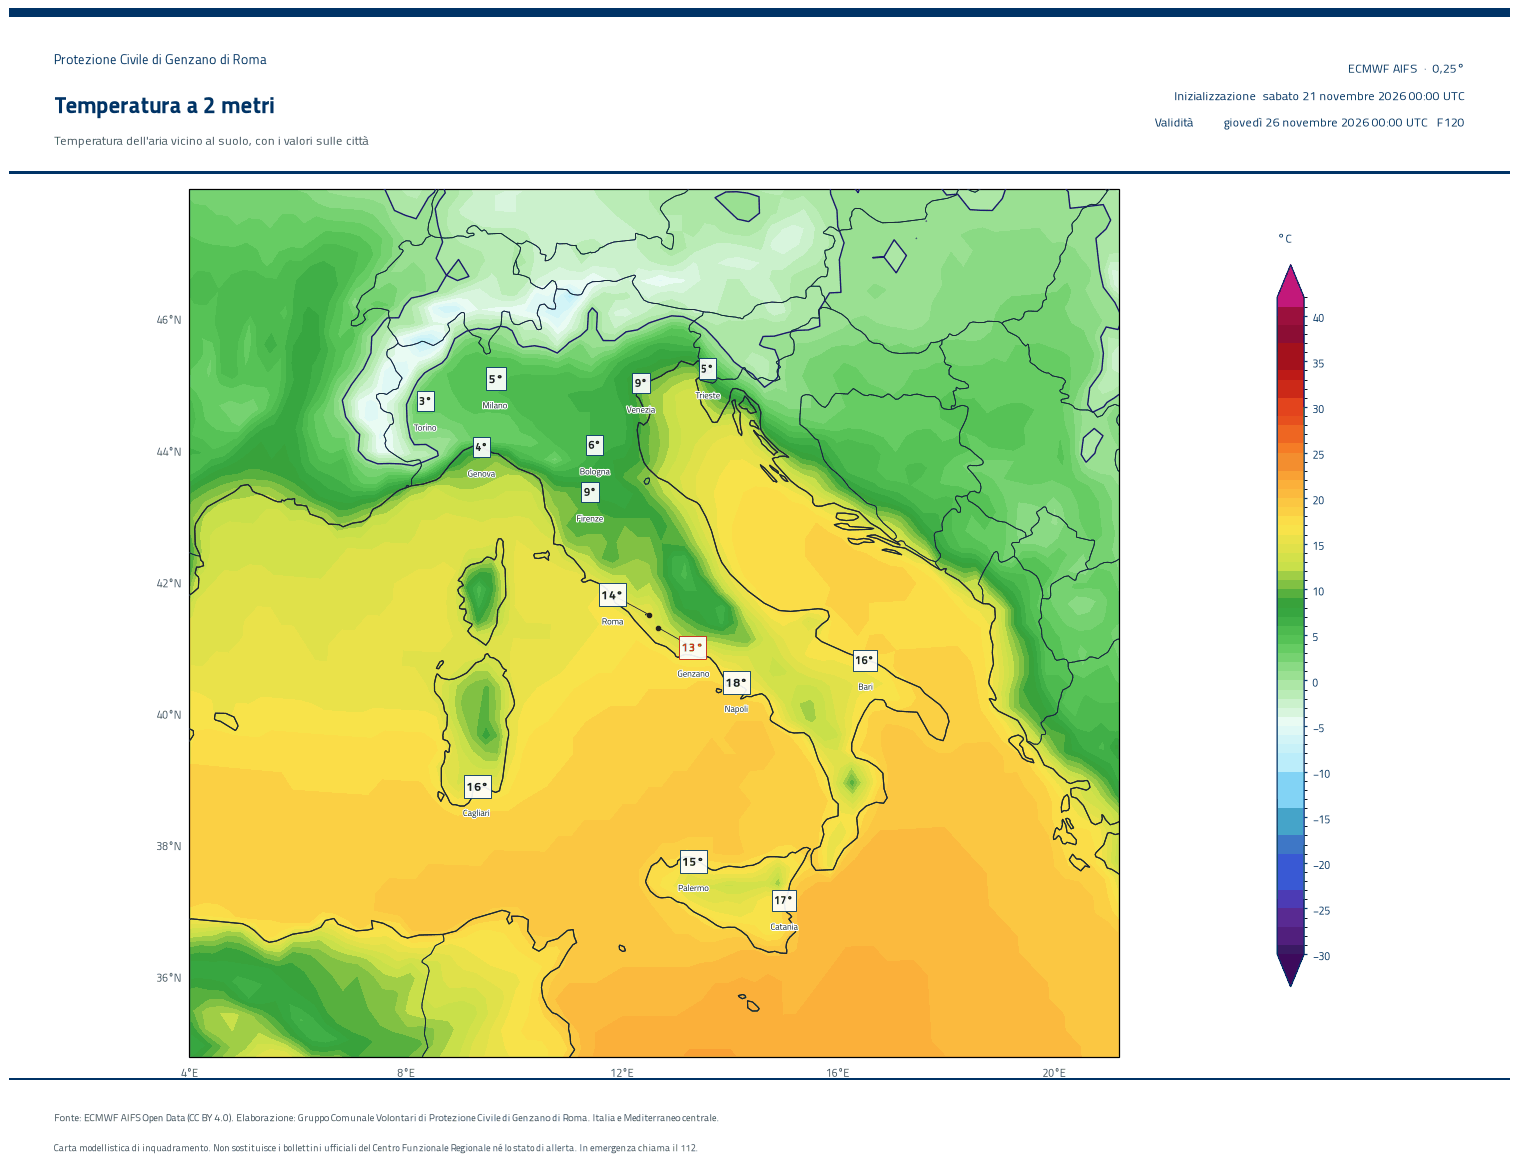 Protezione Civile di Genzano di Roma
Temperatura a 2 metri
Temperatura dell'aria vicino al suolo, con i valori sulle città
ECMWF AIFS · 0,25°
Inizializzazione sabato 21 novembre 2026 00:00 UTC
Validità giovedì 26 novembre 2026 00:00 UTC F120
46°N
44°N
42°N
40°N
38°N
36°N
4°E 8°E 12°E 16°E 20°E
5°
Milano
3°
Torino
4°
Genova
9°
Venezia
5°
Trieste
6°
Bologna
9°
Firenze
14°
Roma
13°
Genzano
18°
Napoli
16°
Bari
16°
Cagliari
15°
Palermo
17°
Catania
°C
40
35
30
25
20
15
10
5
0
−5
−10
−15
−20
−25
−30
Fonte: ECMWF AIFS Open Data (CC BY 4.0). Elaborazione: Gruppo Comunale Volontari di Protezione Civile di Genzano di Roma. Italia e Mediterraneo centrale.
Carta modellistica di inquadramento. Non sostituisce i bollettini ufficiali del Centro Funzionale Regionale né lo stato di allerta. In emergenza chiama il 112.